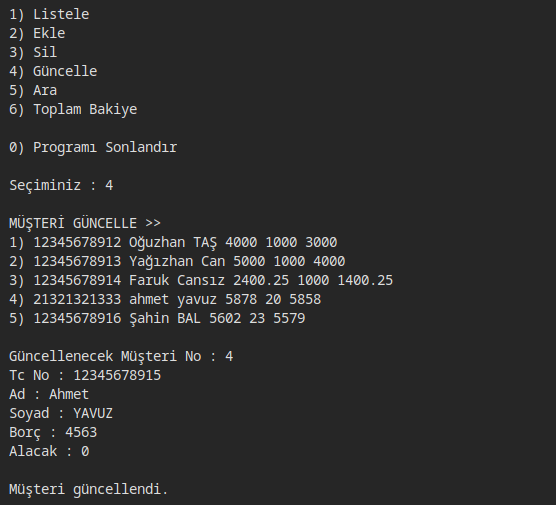 1) Listele
2) Ekle
3) Sil
4) Güncelle
5) Ara
6) Toplam Bakiye
0) Programı Sonlandır
Seçiminiz : 4
MÜŞTERİ GÜNCELLE >>
1) 12345678912 Oğuzhan TAŞ 4000 1000 3000
2) 12345678913 Yağızhan Can 5000 1000 4000
3) 12345678914 Faruk Cansız 2400.25 1000 1400.25
4) 21321321333 ahmet yavuz 5878 20 5858
5) 12345678916 Şahin BAL 5602 23 5579
Güncellenecek Müşteri No : 4
Tc No : 12345678915
Ad : Ahmet
Soyad : YAVUZ
Borç : 4563
Alacak : 0
Müşteri güncellendi.